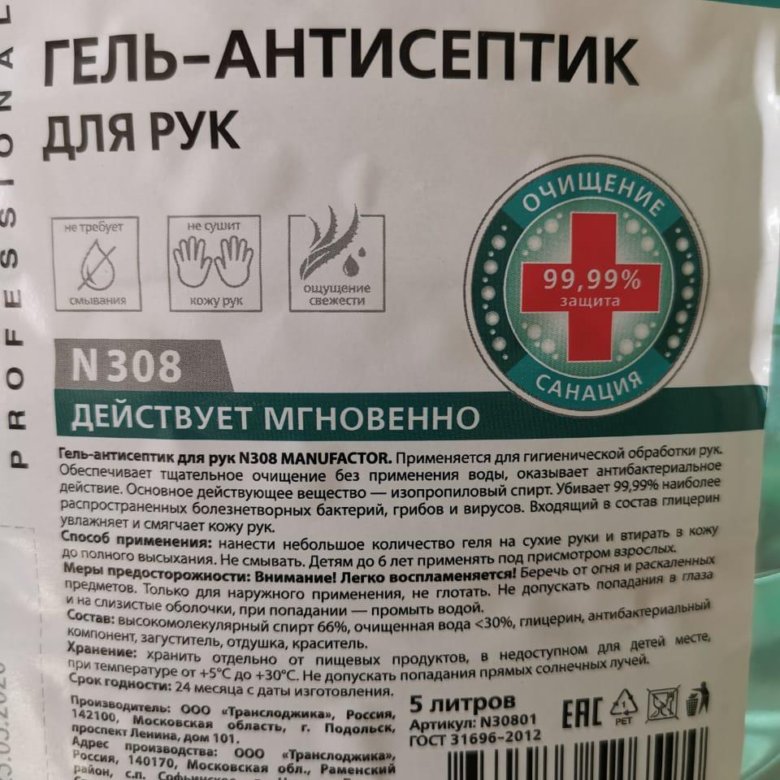 PROFESSIONAL
ГЕЛЬ-АНТИСЕПТИК
ДЛЯ РУК
не требует
смывания
не сушит
кожу рук
ощущение
свежести
ОЧИЩЕНИЕ
99,99%
защита
САНАЦИЯ
N308
ДЕЙСТВУЕТ МГНОВЕННО
Гель-антисептик для рук N308 MANUFACTOR. Применяется для гигиенической обработки рук.
Обеспечивает тщательное очищение без применения воды, оказывает антибактериальное
действие. Основное действующее вещество — изопропиловый спирт. Убивает 99,99% наиболее
распространенных болезнетворных бактерий, грибов и вирусов. Входящий в состав глицерин
увлажняет и смягчает кожу рук.
Способ применения: нанести небольшое количество геля на сухие руки и втирать в кожу
до полного высыхания. Не смывать. Детям до 6 лет применять под присмотром взрослых.
Меры предосторожности: Внимание! Легко воспламеняется! Беречь от огня и раскаленных
предметов. Только для наружного применения, не глотать. Не допускать попадания в глаза
и на слизистые оболочки, при попадании — промыть водой.
Состав: высокомолекулярный спирт 66%, очищенная вода <30%, глицерин, антибактериальный
компонент, загуститель, отдушка, краситель.
Хранение: хранить отдельно от пищевых продуктов, в недоступном для детей месте,
при температуре от +5°С до +30°С. Не допускать попадания прямых солнечных лучей.
Срок годности: 24 месяца с даты изготовления.
Производитель: ООО «Транслоджика», Россия,
142100, Московская область, г. Подольск,
проспект Ленина, дом 101.
Адрес производства: ООО «Транслоджика»,
Россия, 140170, Московская обл., Раменский
район, с.п.
5 литров
Артикул: N30801
ГОСТ 31696-2012
EAC
1
PET